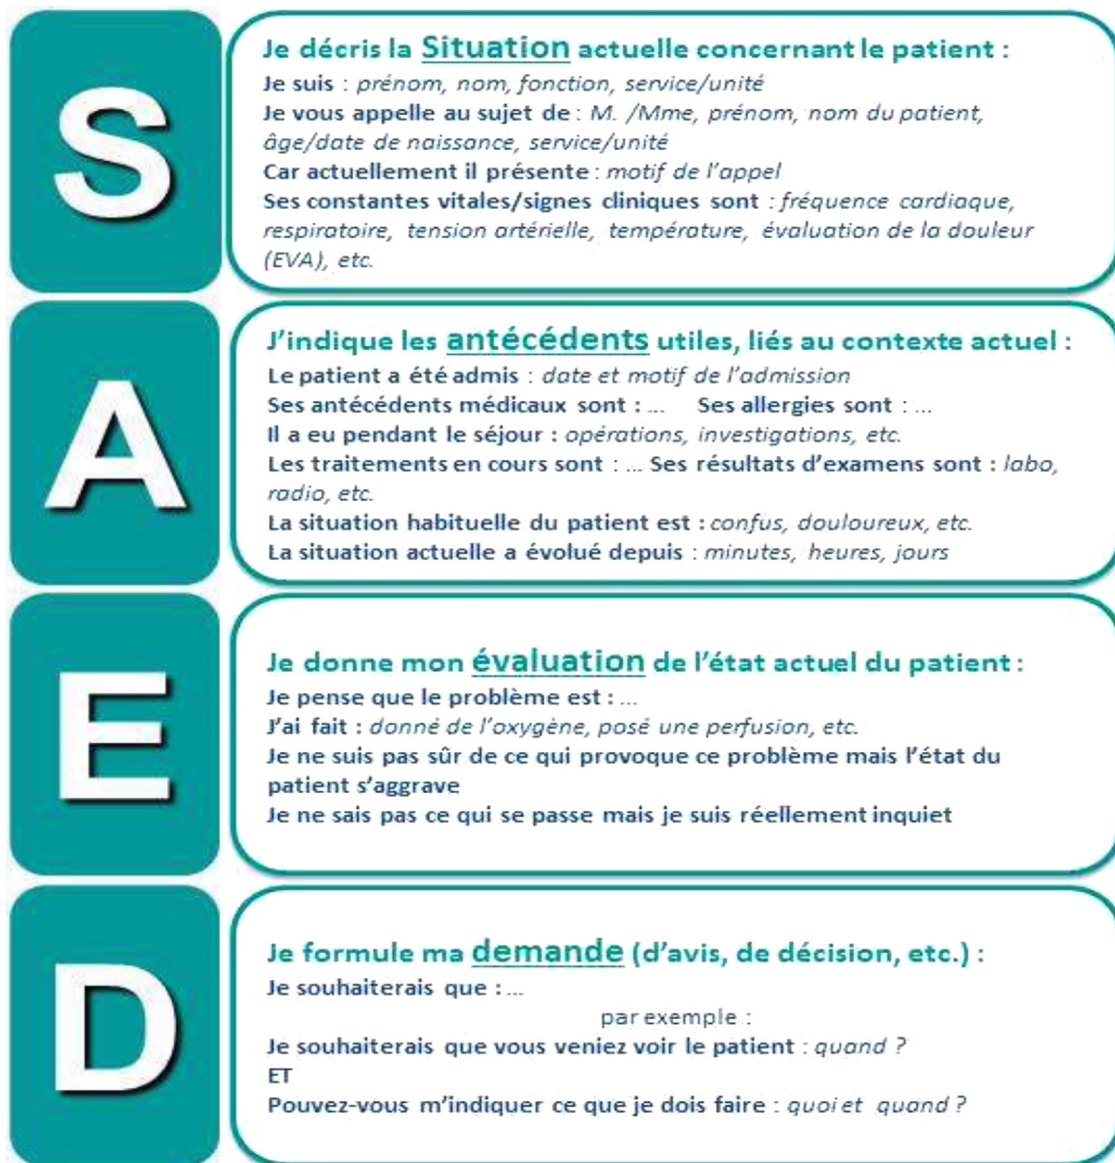 S
Je décris la Situation actuelle concernant le patient :
Je suis : prénom, nom, fonction, service/unité
Je vous appelle au sujet de : M. /Mme, prénom, nom du patient,
âge/date de naissance, service/unité
Car actuellement il présente : motif de l'appel
Ses constantes vitales/signes cliniques sont : fréquence cardiaque,
respiratoire, tension artérielle, température, évaluation de la douleur
(EVA), etc.
A
J'indique les antécédents utiles, liés au contexte actuel :
Le patient a été admis : date et motif de l'admission
Ses antécédents médicaux sont : ... Ses allergies sont : ...
Il a eu pendant le séjour : opérations, investigations, etc.
Les traitements en cours sont : ... Ses résultats d'examens sont : labo,
radio, etc.
La situation habituelle du patient est : confus, douloureux, etc.
La situation actuelle a évolué depuis : minutes, heures, jours
E
Je donne mon évaluation de l'état actuel du patient :
Je pense que le problème est : ...
J'ai fait : donné de l'oxygène, posé une perfusion, etc.
Je ne suis pas sûr de ce qui provoque ce problème mais l'état du
patient s'aggrave
Je ne sais pas ce qui se passe mais je suis réellement inquiet
D
Je formule ma demande (d'avis, de décision, etc.) :
Je souhaiterais que : ...
par exemple :
Je souhaiterais que vous veniez voir le patient : quand ?
ET
Pouvez-vous m'indiquer ce que je dois faire : quoi et quand ?